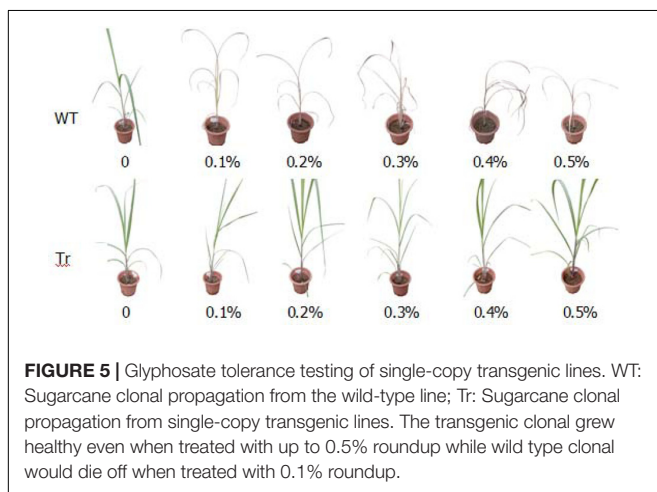 WT
0 0.1% 0.2% 0.3% 0.4% 0.5%
Tr
0 0.1% 0.2% 0.3% 0.4% 0.5%
FIGURE 5 | Glyphosate tolerance testing of single-copy transgenic lines. WT:
Sugarcane clonal propagation from the wild-type line; Tr: Sugarcane clonal
propagation from single-copy transgenic lines. The transgenic clonal grew
healthy even when treated with up to 0.5% roundup while wild type clonal
would die off when treated with 0.1% roundup.